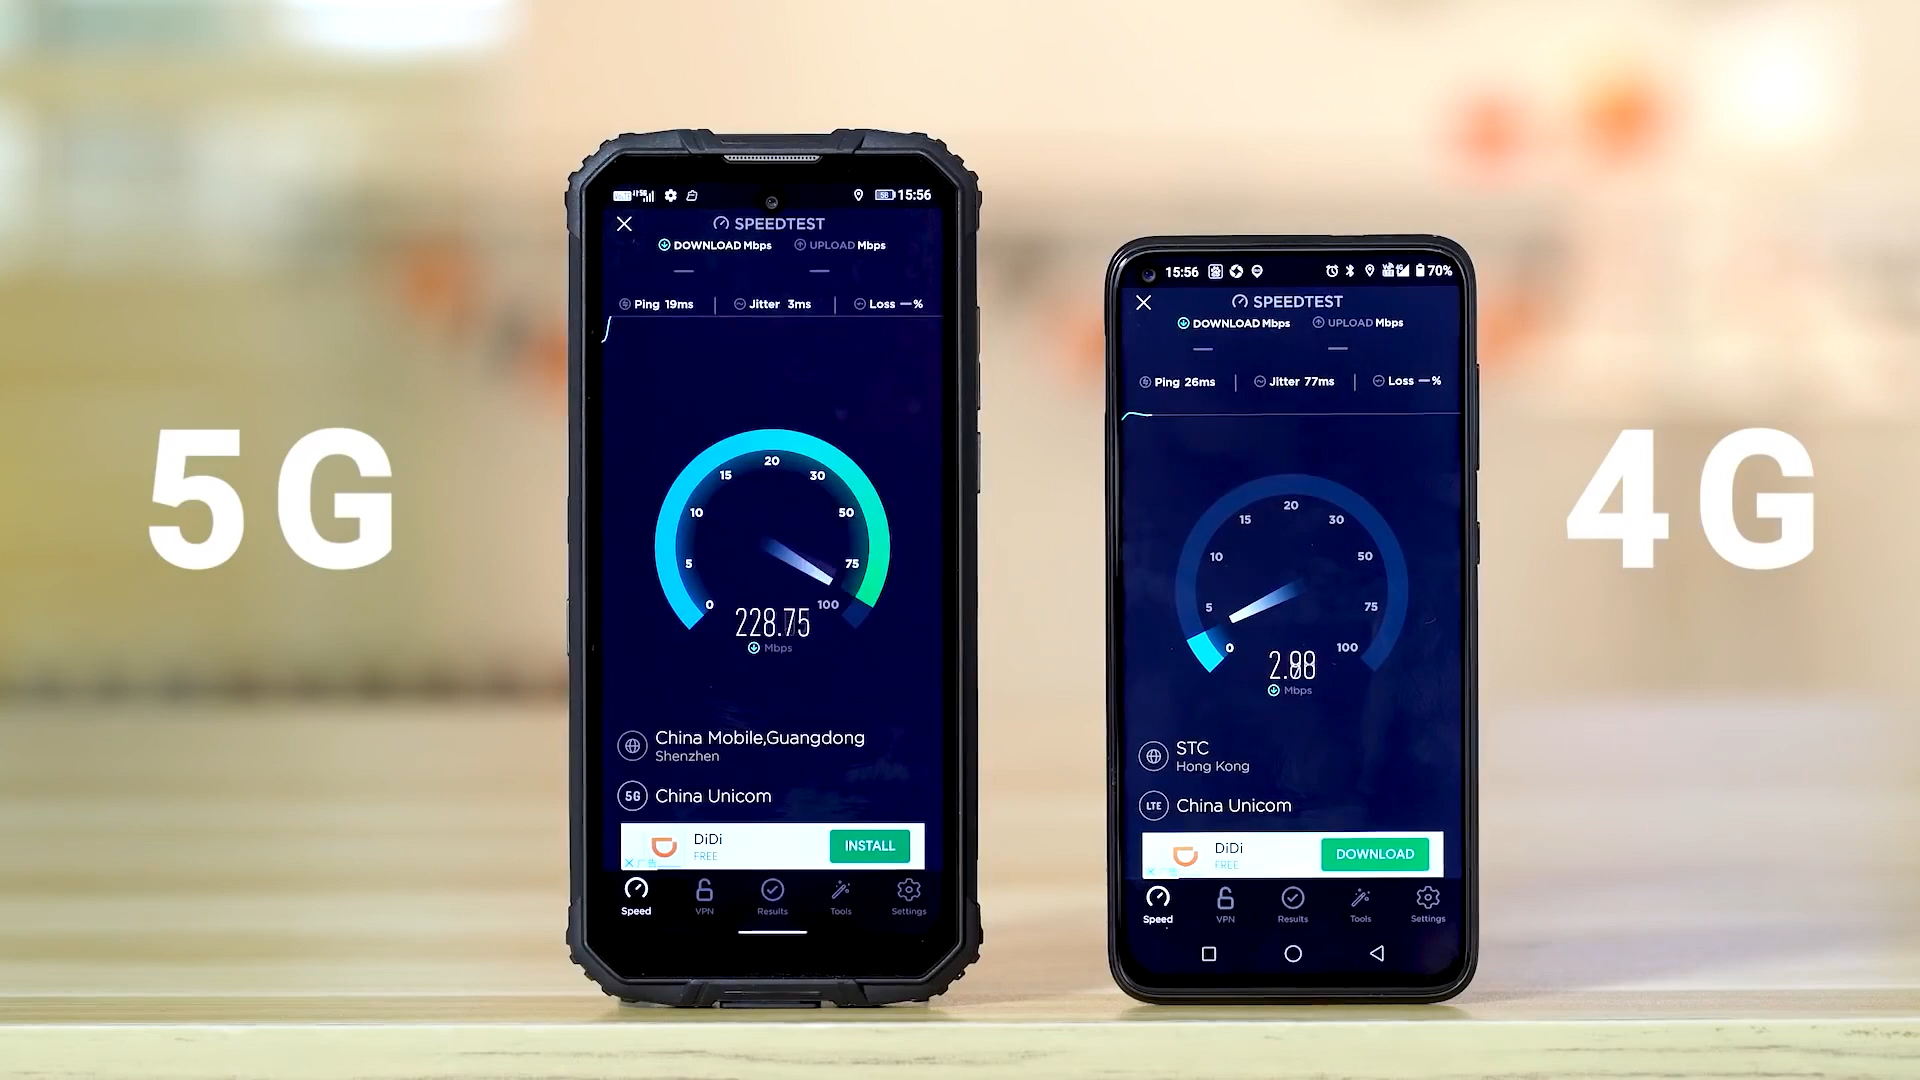 5G
15:56
SPEEDTEST
DOWNLOAD Mbps UPLOAD Mbps
Ping 19ms Jitter 3ms Loss —%
20
15 30
10 50
5 75
0 100
228.75
Mbps
China Mobile,Guangdong
Shenzhen
5G China Unicom
DiDi
FREE
INSTALL
广告
Speed VPN Results Tools Settings
15:56 70%
SPEEDTEST
DOWNLOAD Mbps UPLOAD Mbps
Ping 26ms Jitter 77ms Loss —%
20
15 30
10 50
5 75
0 100
Mbps
STC
Hong Kong
LTE China Unicom
DiDi
FREE
DOWNLOAD
Speed VPN Results Tools Settings
4G